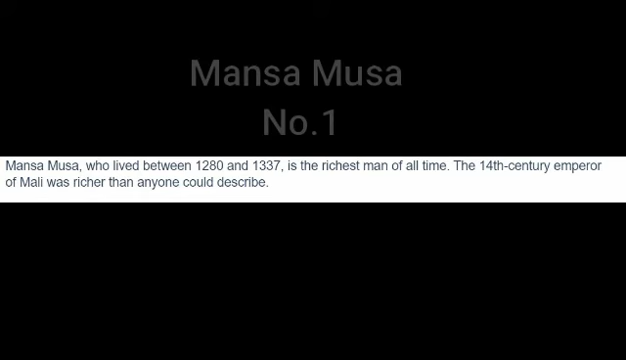 Mansa Musa
No.1
Mansa Musa, who lived between 1280 and 1337, is the richest man of all time. The 14th-century emperor
of Mali was richer than anyone could describe.